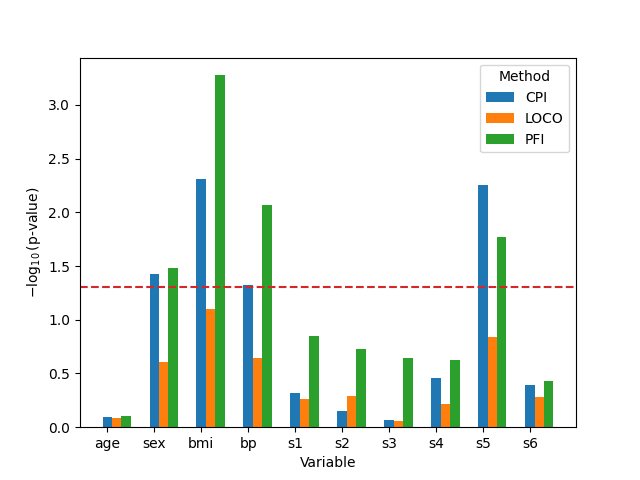 Method
CPI
LOCO
PFI
3.0
2.5
2.0
1.5
1.0
0.5
0.0
−log₁₀(p-value)
age sex bmi bp s1 s2 s3 s4 s5 s6
Variable